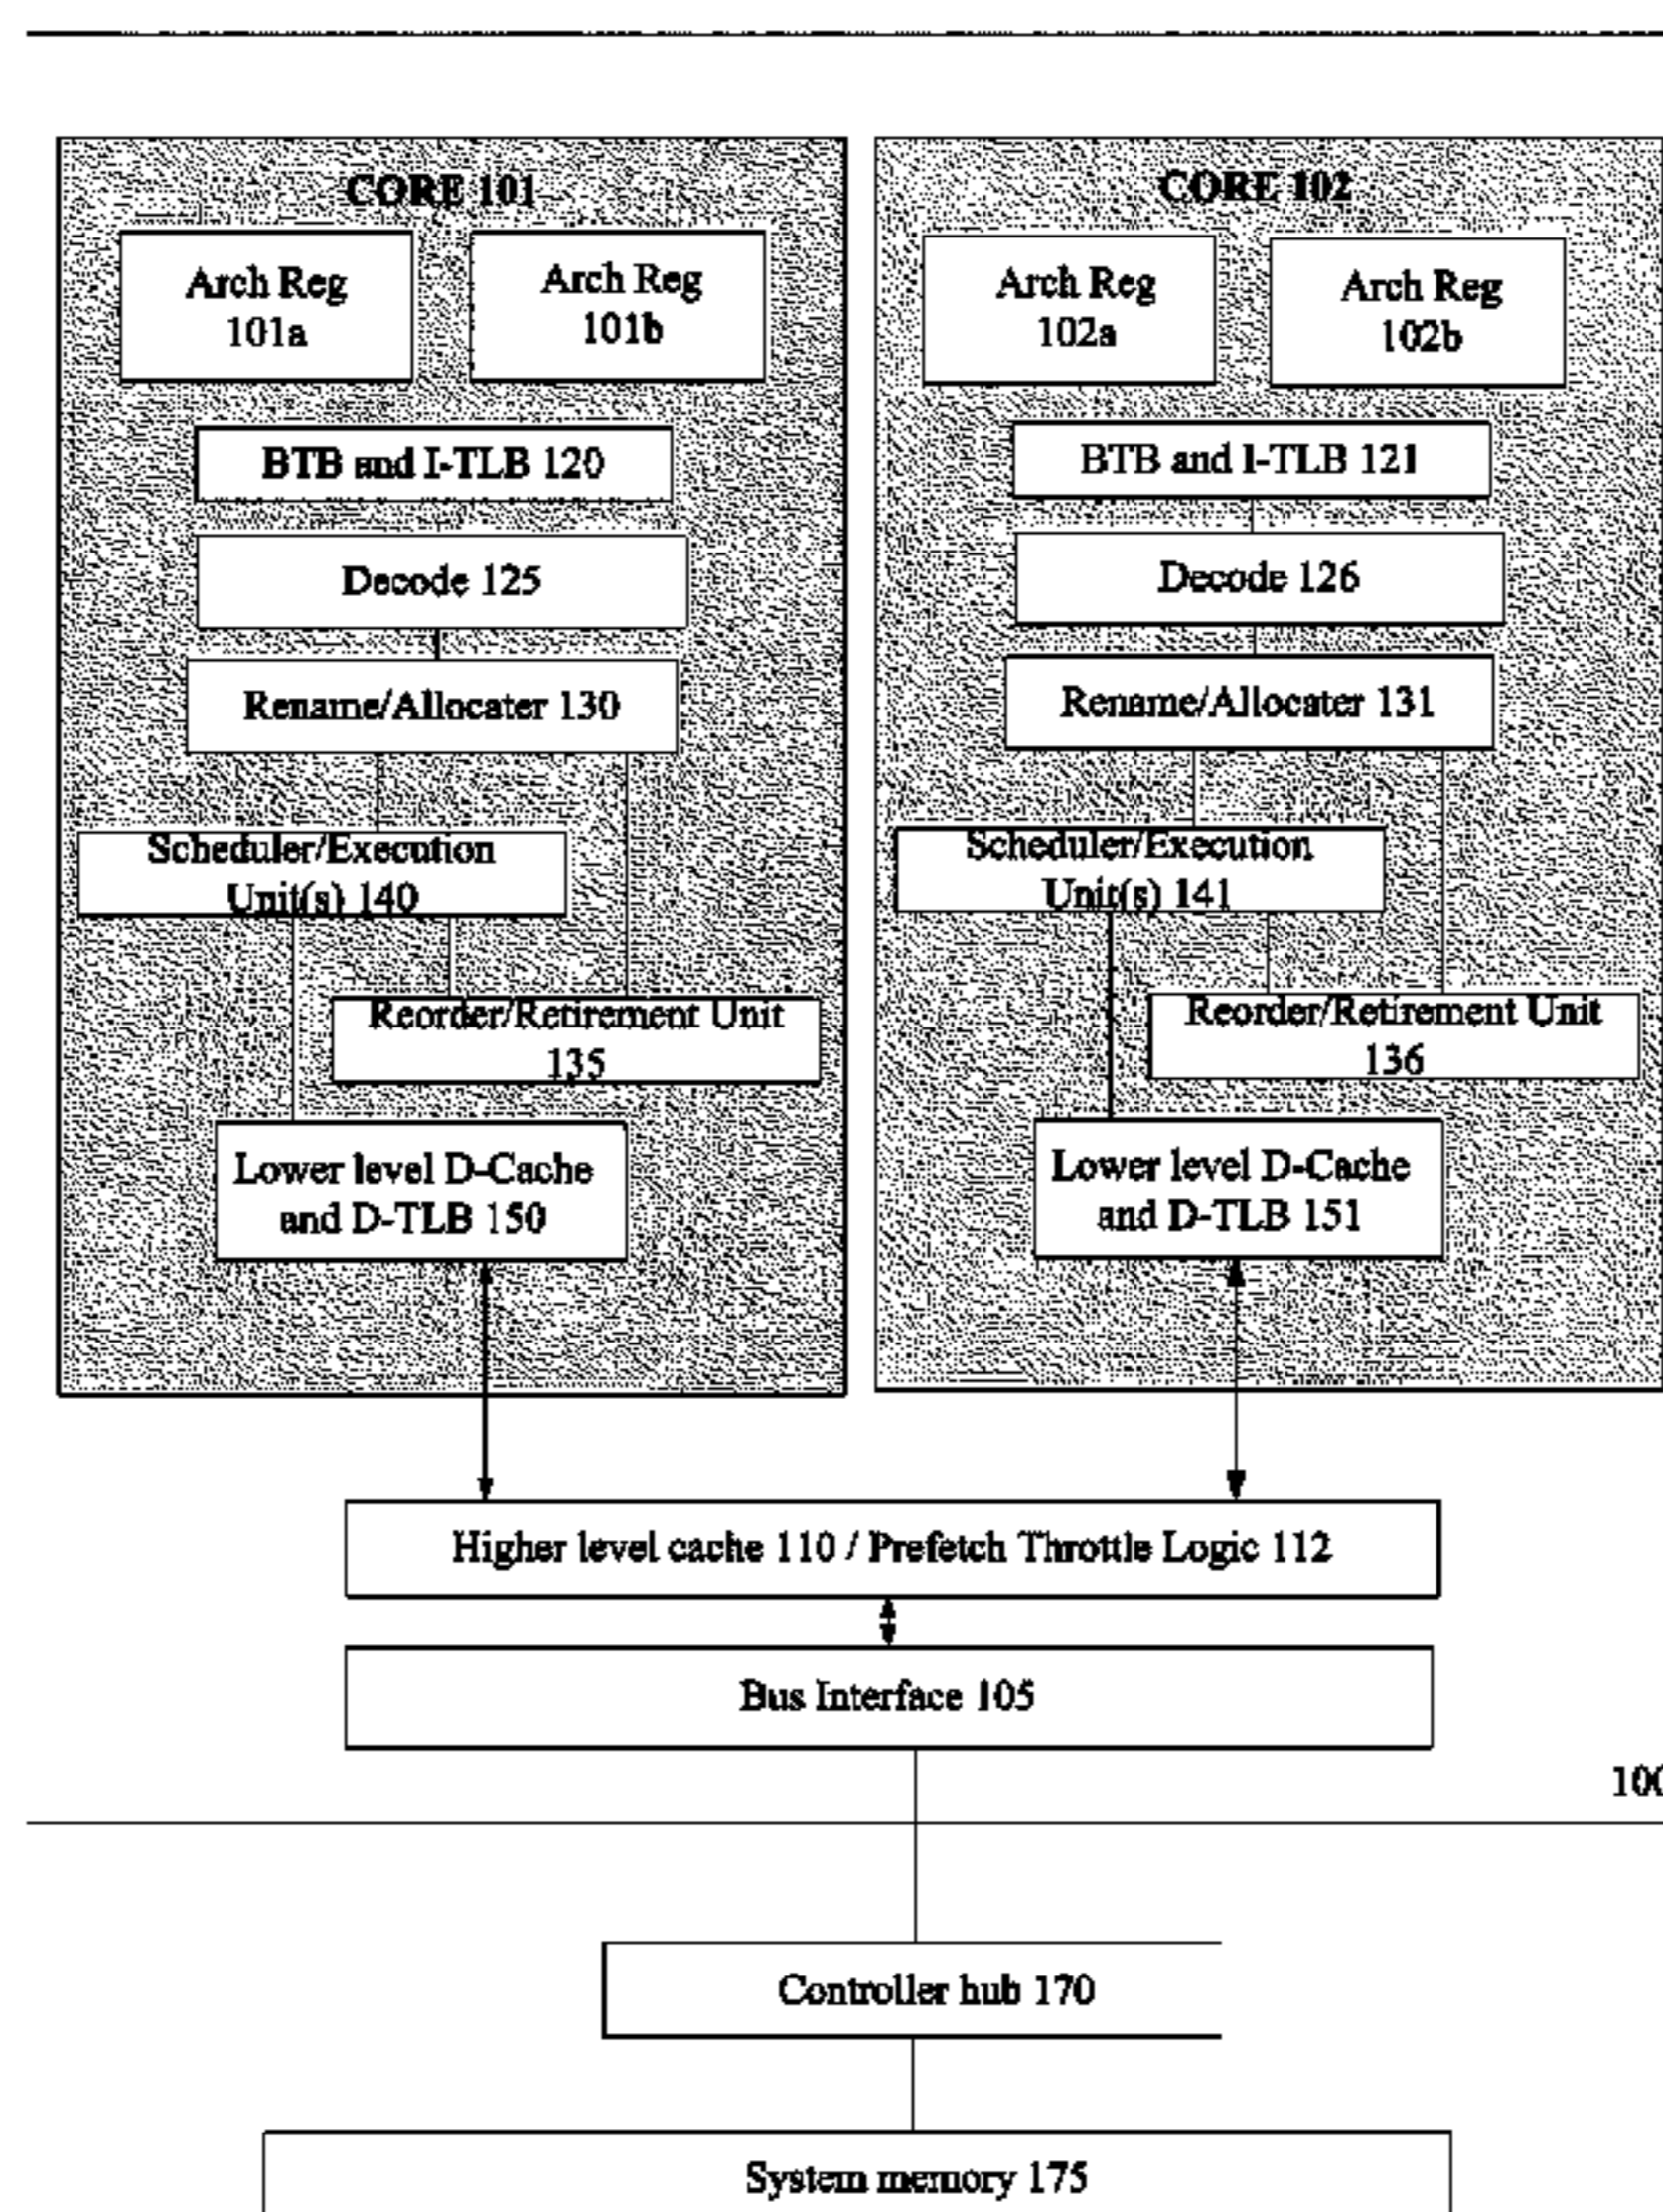 CORE 101
Arch Reg
101a
Arch Reg
101b
BTB and I-TLB 120
Decode 125
Rename/Allocater 130
Scheduler/Execution
Unit(s) 140
Reorder/Retirement Unit
135
Lower level D-Cache
and D-TLB 150
CORE 102
Arch Reg
102a
Arch Reg
102b
BTB and I-TLB 121
Decode 126
Rename/Allocater 131
Scheduler/Execution
Unit(s) 141
Reorder/Retirement Unit
136
Lower level D-Cache
and D-TLB 151
Higher level cache 110 / Prefetch Throttle Logic 112
Bus Interface 105
100
Controller hub 170
System memory 175